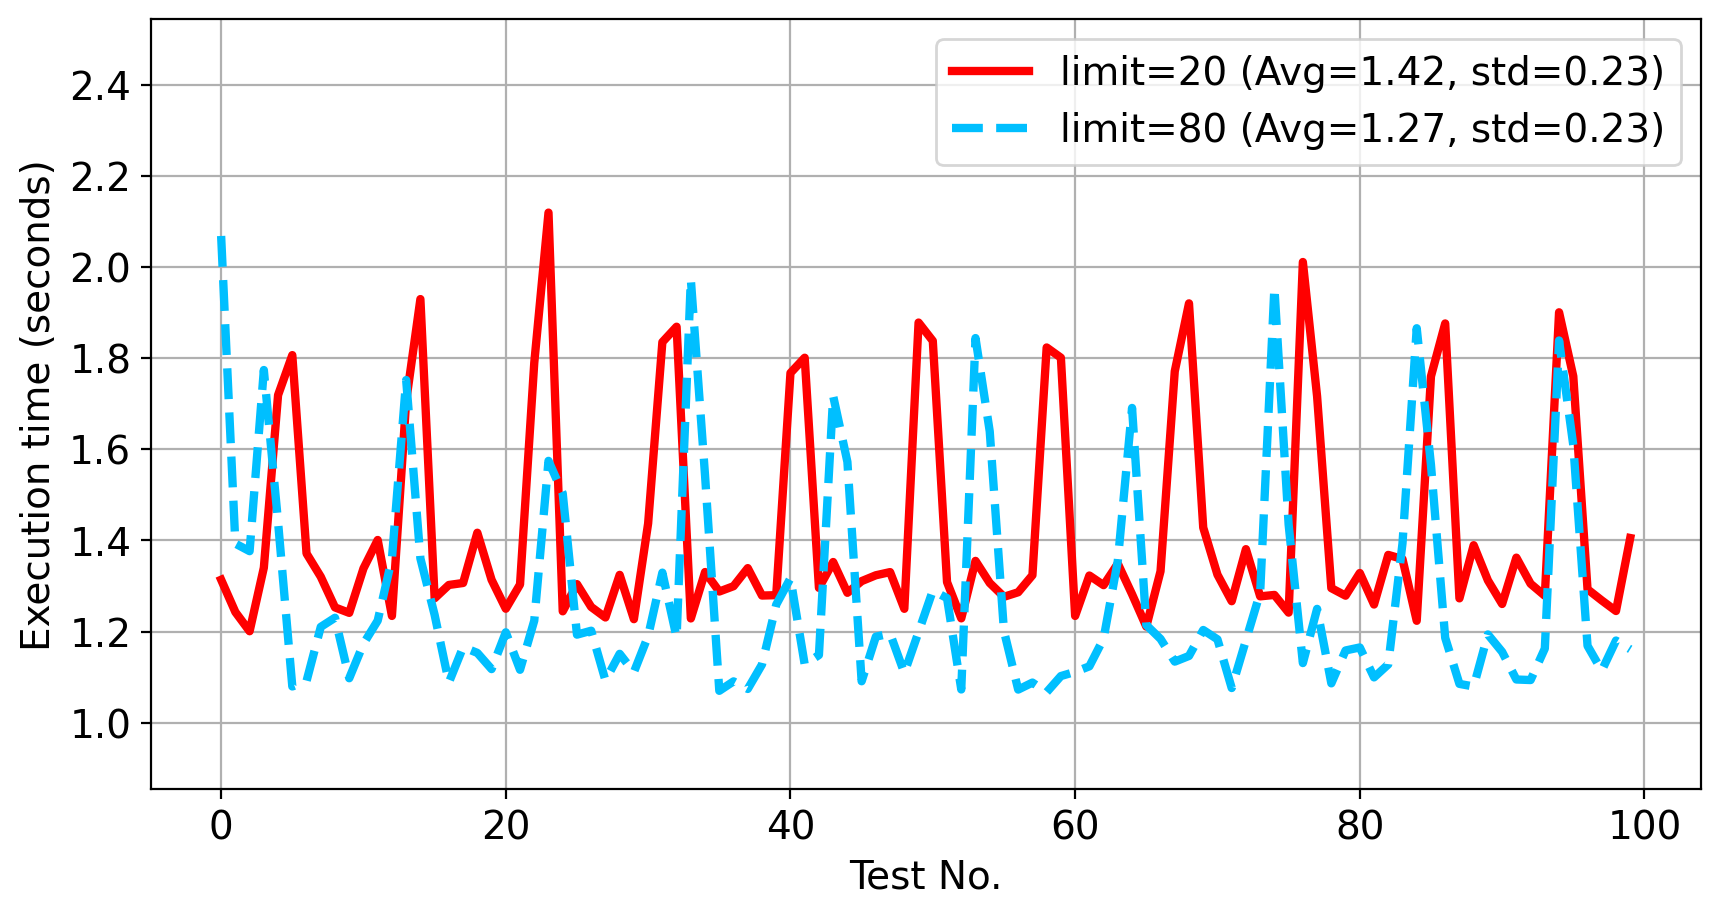 limit=20 (Avg=1.42, std=0.23)
limit=80 (Avg=1.27, std=0.23)
Execution time (seconds)
2.4
2.2
2.0
1.8
1.6
1.4
1.2
1.0
0 20 40 60 80 100
Test No.